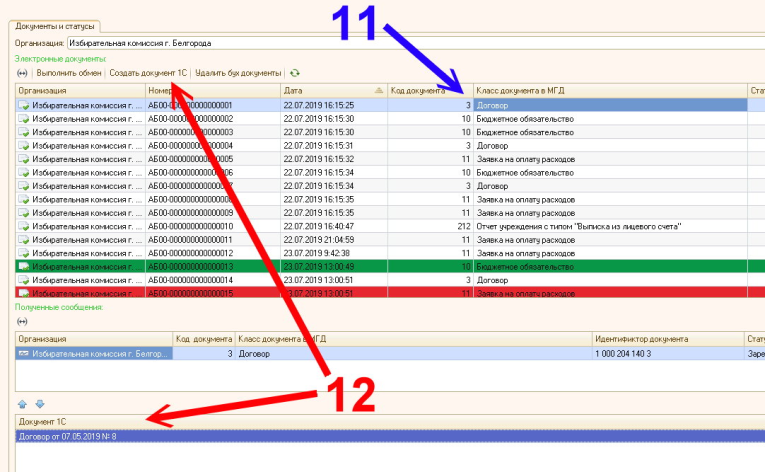 11
Документы и статусы
Организация: Избирательная комиссия г. Белгорода
Электронные документы:
Выполнить обмен Создать документ 1С Удалить бух документы
Организация Номер Дата Код документа Класс документа в МГД Ста
Избирательная комиссия г. ... АБ00-000000000000001 22.07.2019 16:15:25 3 Договор
Избирательная комиссия г. ... АБ00-000000000000002 22.07.2019 16:15:30 10 Бюджетное обязательство
Избирательная комиссия г. ... АБ00-000000000000003 22.07.2019 16:15:30 10 Бюджетное обязательство
Избирательная комиссия г. ... АБ00-000000000000004 22.07.2019 16:15:31 3 Договор
Избирательная комиссия г. ... АБ00-000000000000005 22.07.2019 16:15:32 11 Заявка на оплату расходов
Избирательная комиссия г. ... АБ00-000000000000006 22.07.2019 16:15:34 10 Бюджетное обязательство
Избирательная комиссия г. ... АБ00-000000000000007 22.07.2019 16:15:34 3 Договор
Избирательная комиссия г. ... АБ00-000000000000008 22.07.2019 16:15:35 11 Заявка на оплату расходов
Избирательная комиссия г. ... АБ00-000000000000009 22.07.2019 16:15:35 11 Заявка на оплату расходов
Избирательная комиссия г. ... АБ00-000000000000010 22.07.2019 16:40:47 212 Отчет учреждения с типом "Выписка из лицевого счета"
Избирательная комиссия г. ... АБ00-000000000000011 22.07.2019 21:04:59 11 Заявка на оплату расходов
Избирательная комиссия г. ... АБ00-000000000000012 23.07.2019 9:42:38 11 Заявка на оплату расходов
Избирательная комиссия г. ... АБ00-000000000000013 23.07.2019 13:00:49 10 Бюджетное обязательство
Избирательная комиссия г. ... АБ00-000000000000014 23.07.2019 13:00:51 3 Договор
Избирательная комиссия г. ... АБ00-000000000000015 23.07.2019 13:00:51 11 Заявка на оплату расходов
Полученные сообщения:
Организация Код документа Класс документа в МГД Идентификтор документа Стату
Избирательная комиссия г. Белгор... 3 Договор 1 000 204 140 3 Заре
12
Документ 1С
Договор от 07.05.2019 № 8